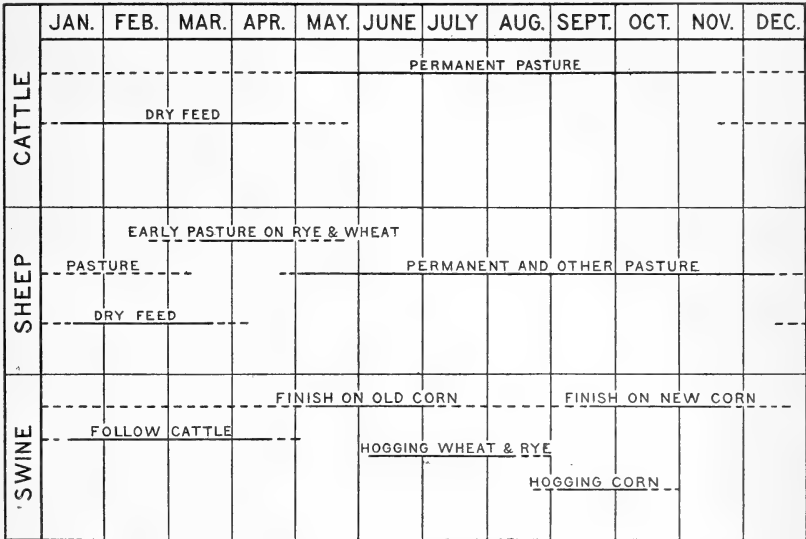 JAN. FEB. MAR. APR. MAY. JUNE JULY AUG. SEPT. OCT. NOV. DEC.
CATTLE
PERMANENT PASTURE
DRY FEED
SHEEP
EARLY PASTURE ON RYE & WHEAT
PASTURE
PERMANENT AND OTHER PASTURE
DRY FEED
SWINE
FINISH ON OLD CORN
FINISH ON NEW CORN
FOLLOW CATTLE
HOGGING WHEAT & RYE
HOGGING CORN